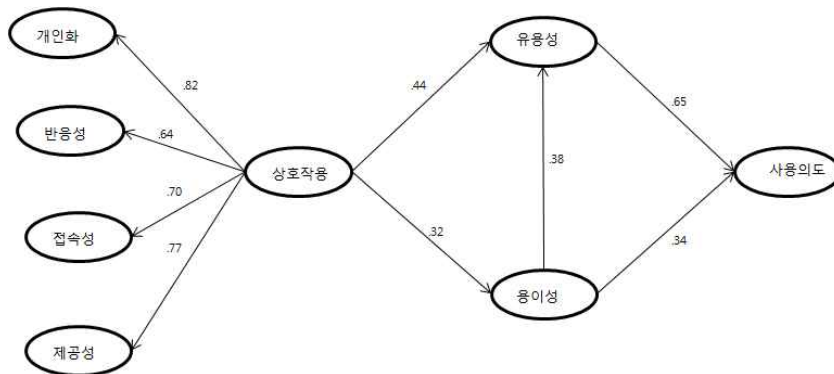 개인화
유용성
.82
.44
.65
반응성
.64
.38
상호작용
사용의도
.70
접속성
.77
.32
.34
용이성
제공성